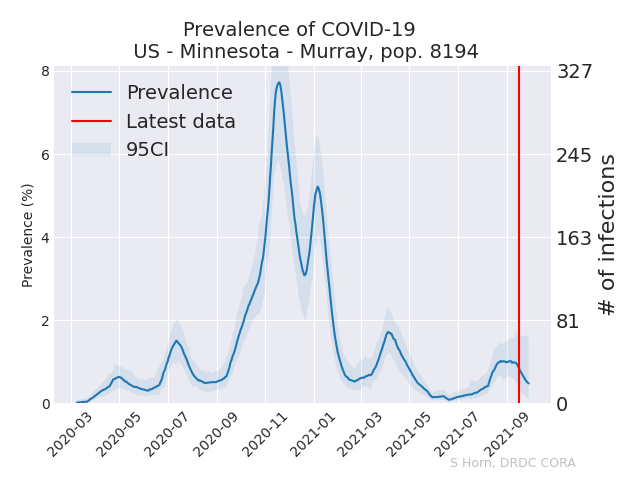 Prevalence of COVID-19
US - Minnesota - Murray, pop. 8194
Prevalence
Latest data
95CI
8
6
4
2
0
Prevalence (%)
327
245
163
81
0
# of infections
2020-03
2020-05
2020-07
2020-09
2020-11
2021-01
2021-03
2021-05
2021-07
2021-09
S Horn, DRDC CORA